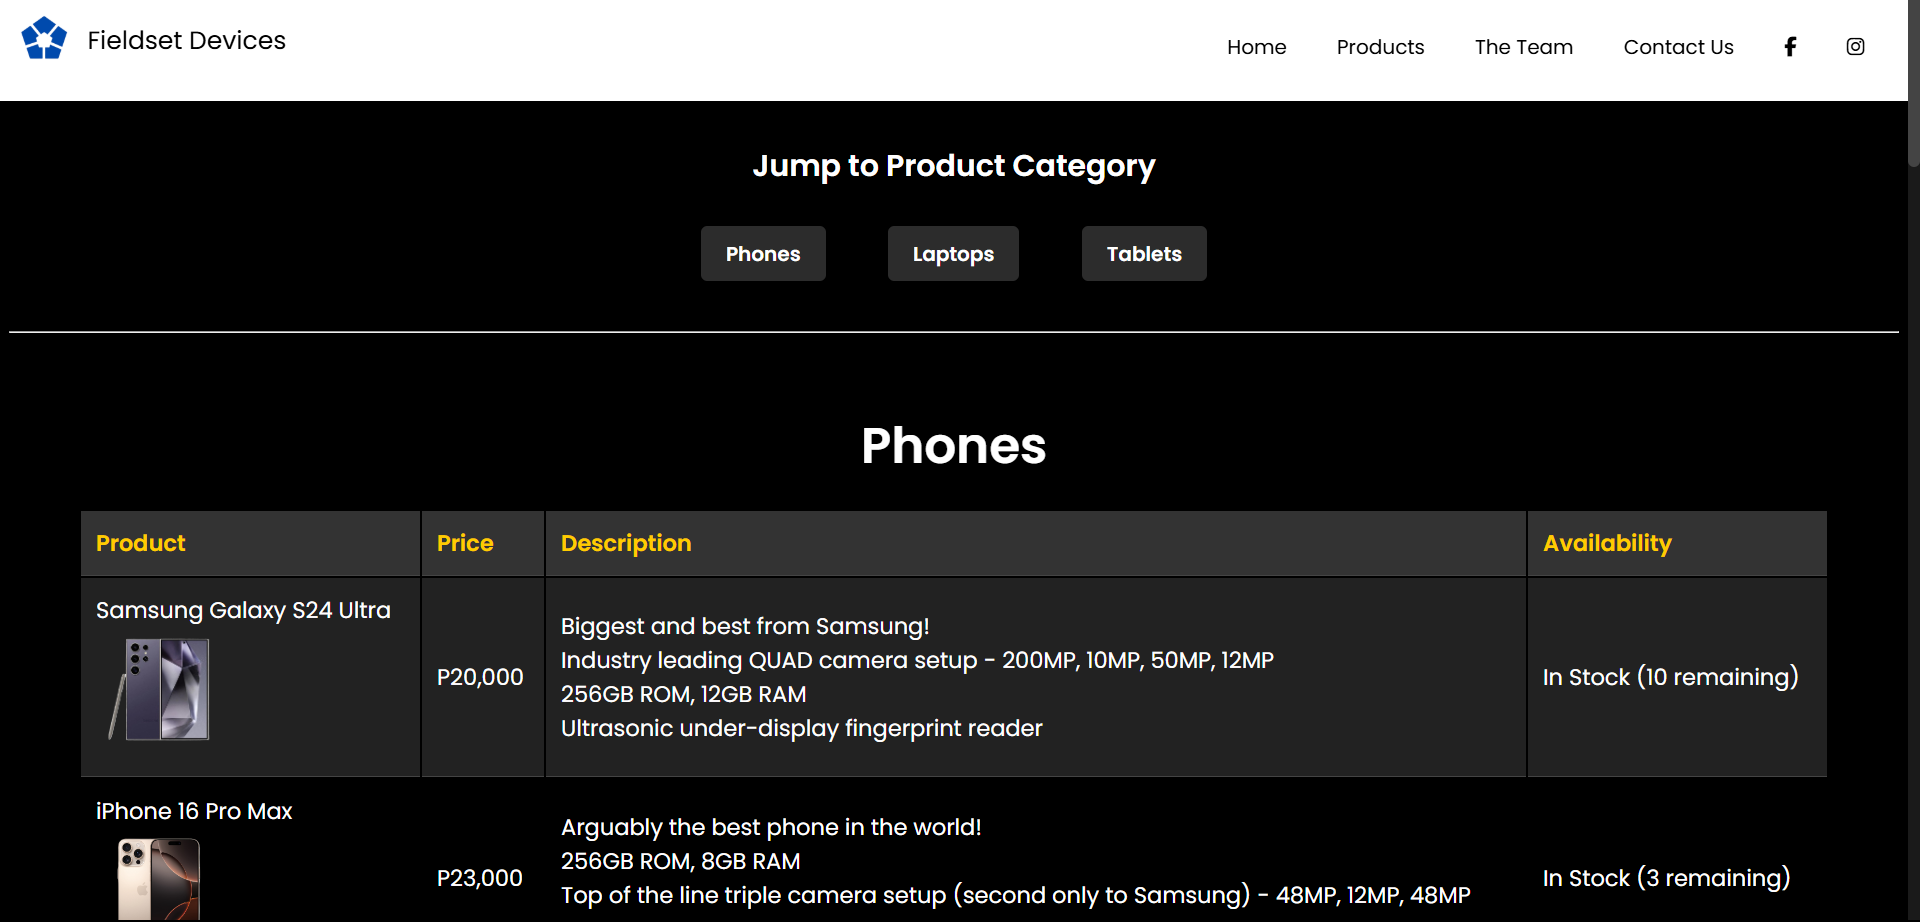 Fieldset Devices
Home Products The Team Contact Us
Jump to Product Category
Phones Laptops Tablets
Phones
Product Price Description Availability
Samsung Galaxy S24 Ultra
P20,000
Biggest and best from Samsung!
Industry leading QUAD camera setup - 200MP, 10MP, 50MP, 12MP
256GB ROM, 12GB RAM
Ultrasonic under-display fingerprint reader
In Stock (10 remaining)
iPhone 16 Pro Max
P23,000
Arguably the best phone in the world!
256GB ROM, 8GB RAM
Top of the line triple camera setup (second only to Samsung) - 48MP, 12MP, 48MP
In Stock (3 remaining)